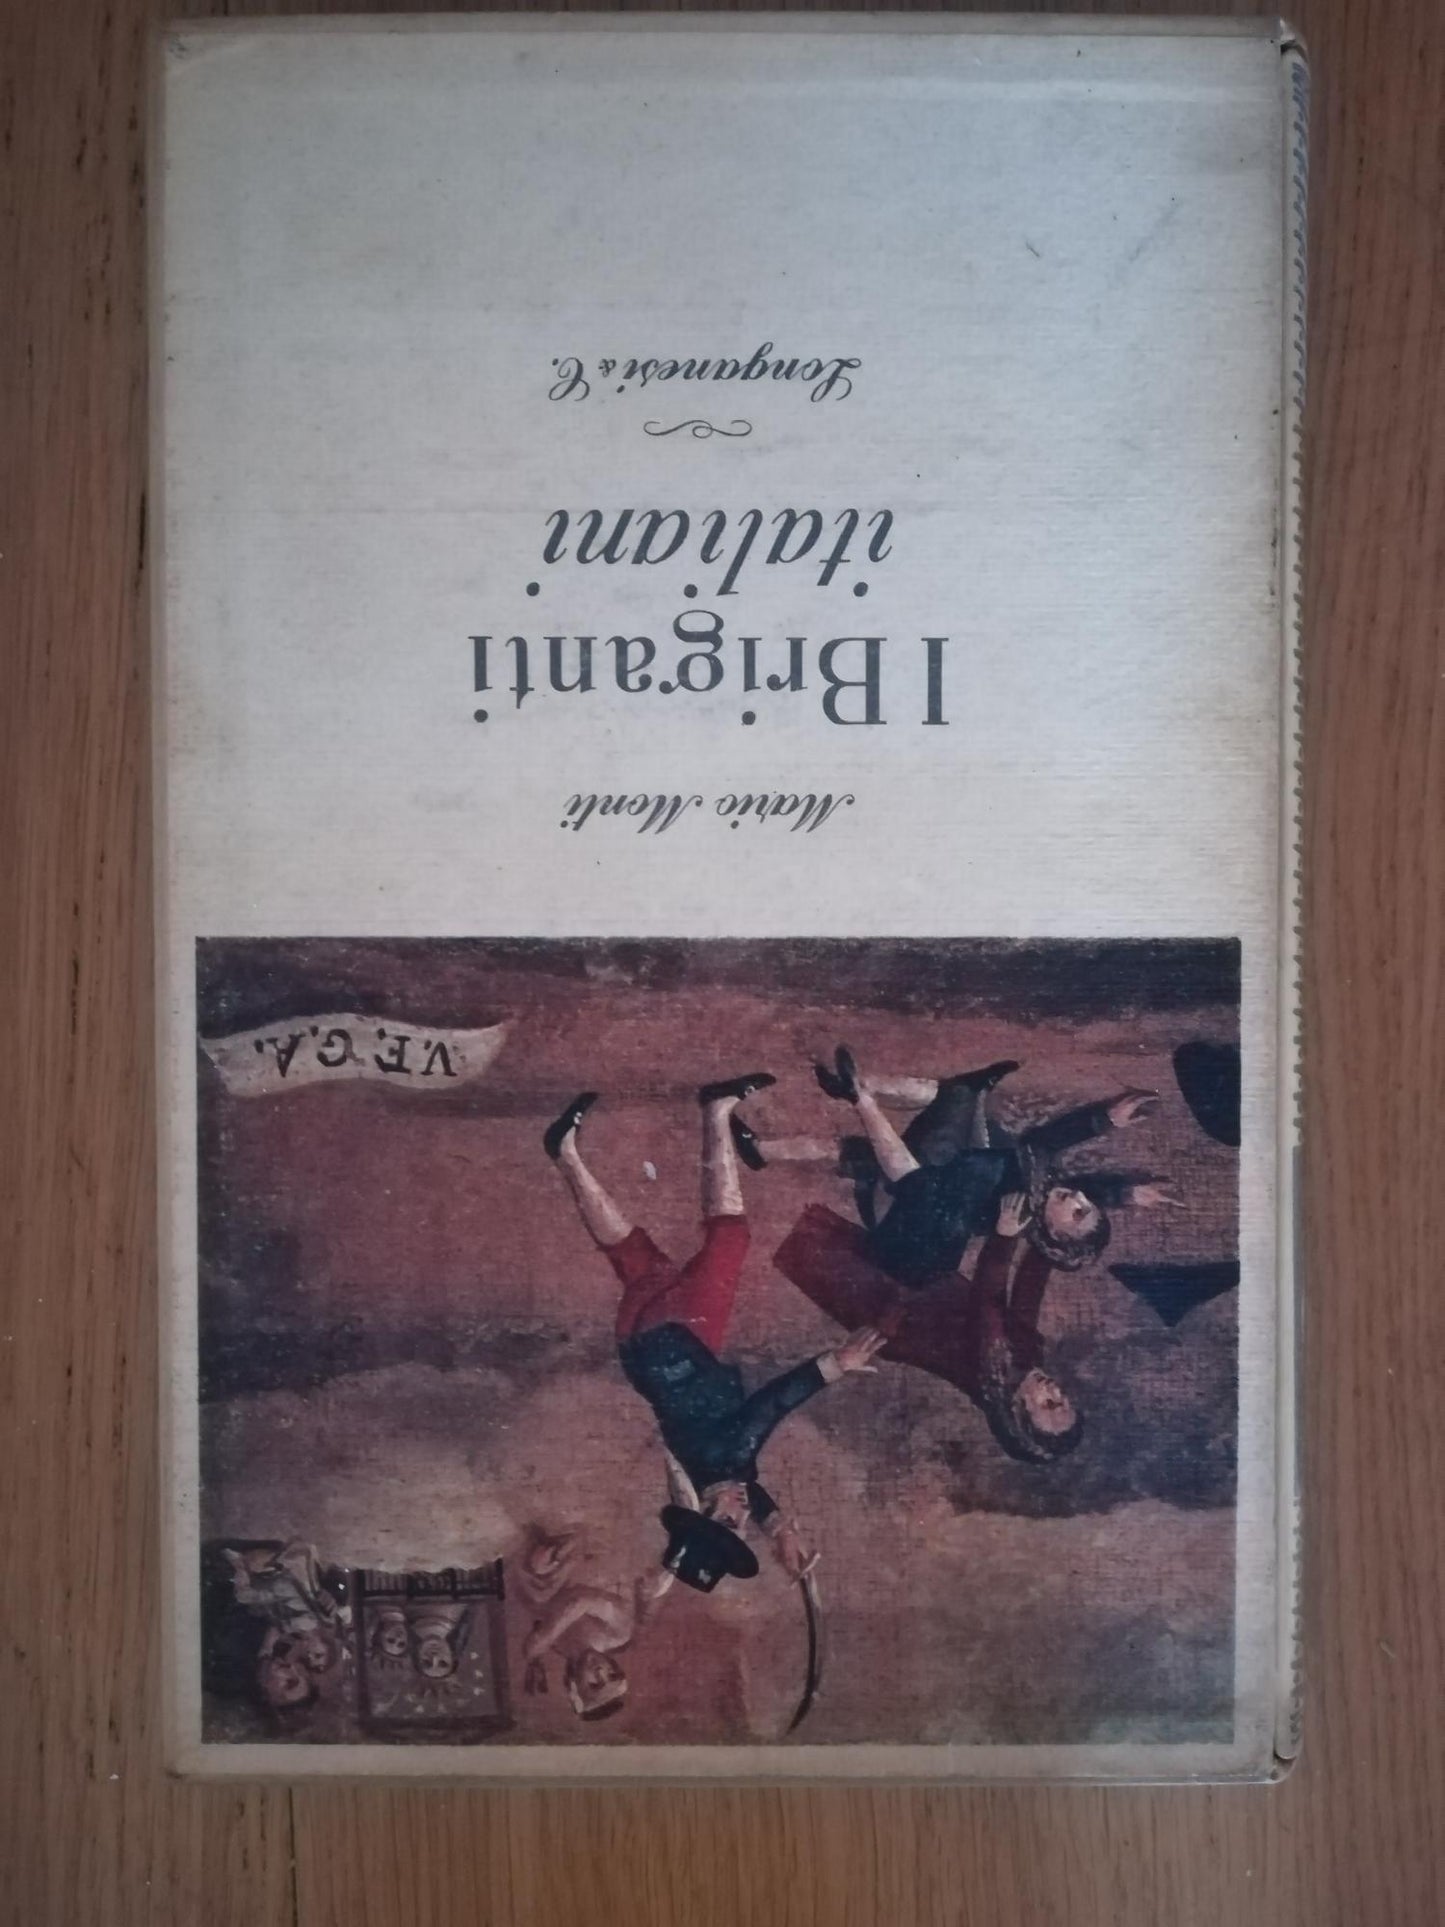 V.F.G.A.
Mario Monti
I Briganti
italiani
Longanesi & C.